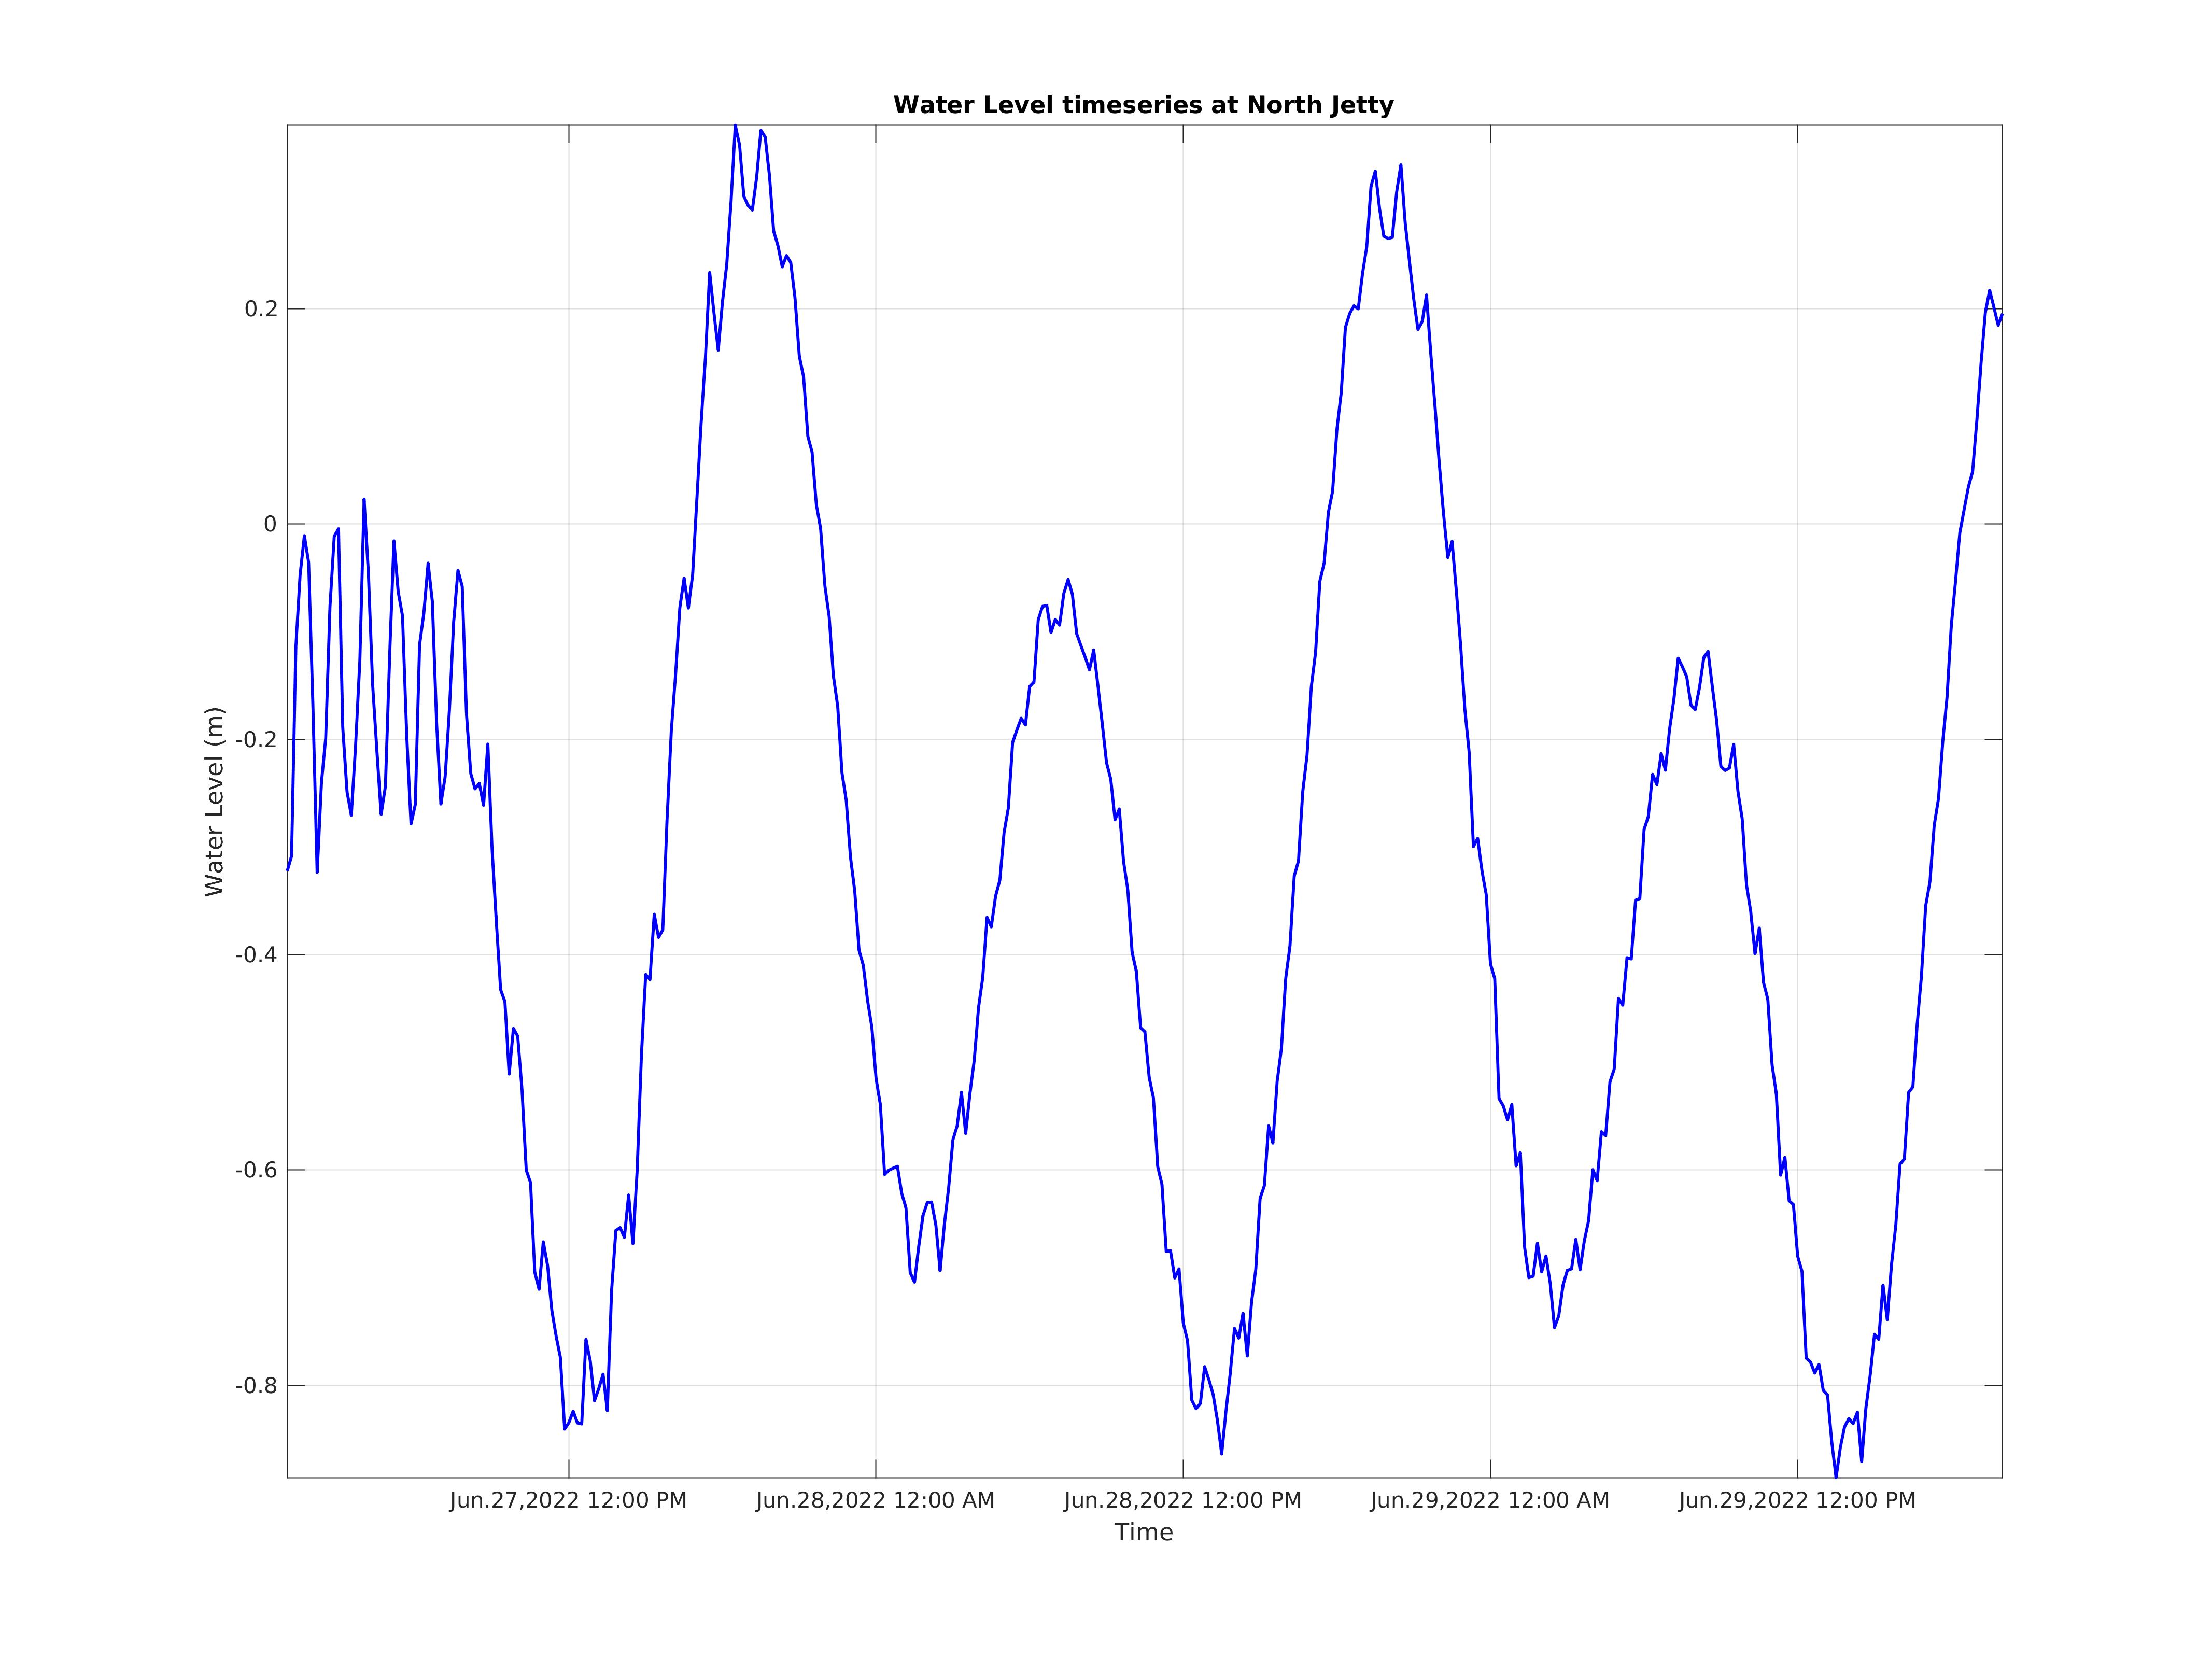 Water Level timeseries at North Jetty
0.2
0
-0.2
-0.4
-0.6
-0.8
Water Level (m)
Jun.27,2022 12:00 PM
Jun.28,2022 12:00 AM
Jun.28,2022 12:00 PM
Jun.29,2022 12:00 AM
Jun.29,2022 12:00 PM
Time